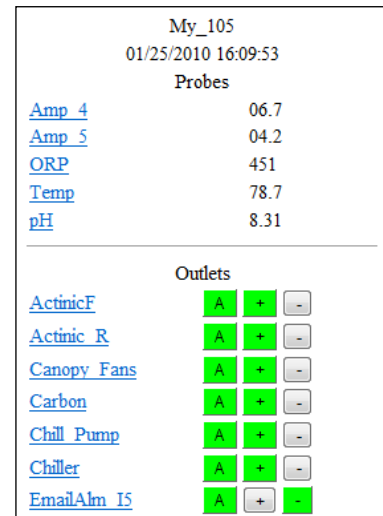 My_105
01/25/2010 16:09:53
Probes
Amp_4 06.7
Amp_5 04.2
ORP 451
Temp 78.7
pH 8.31
Outlets
ActinicF A + -
Actinic_R A + -
Canopy_Fans A + -
Carbon A + -
Chill_Pump A + -
Chiller A + -
EmailAlm_I5 A + -